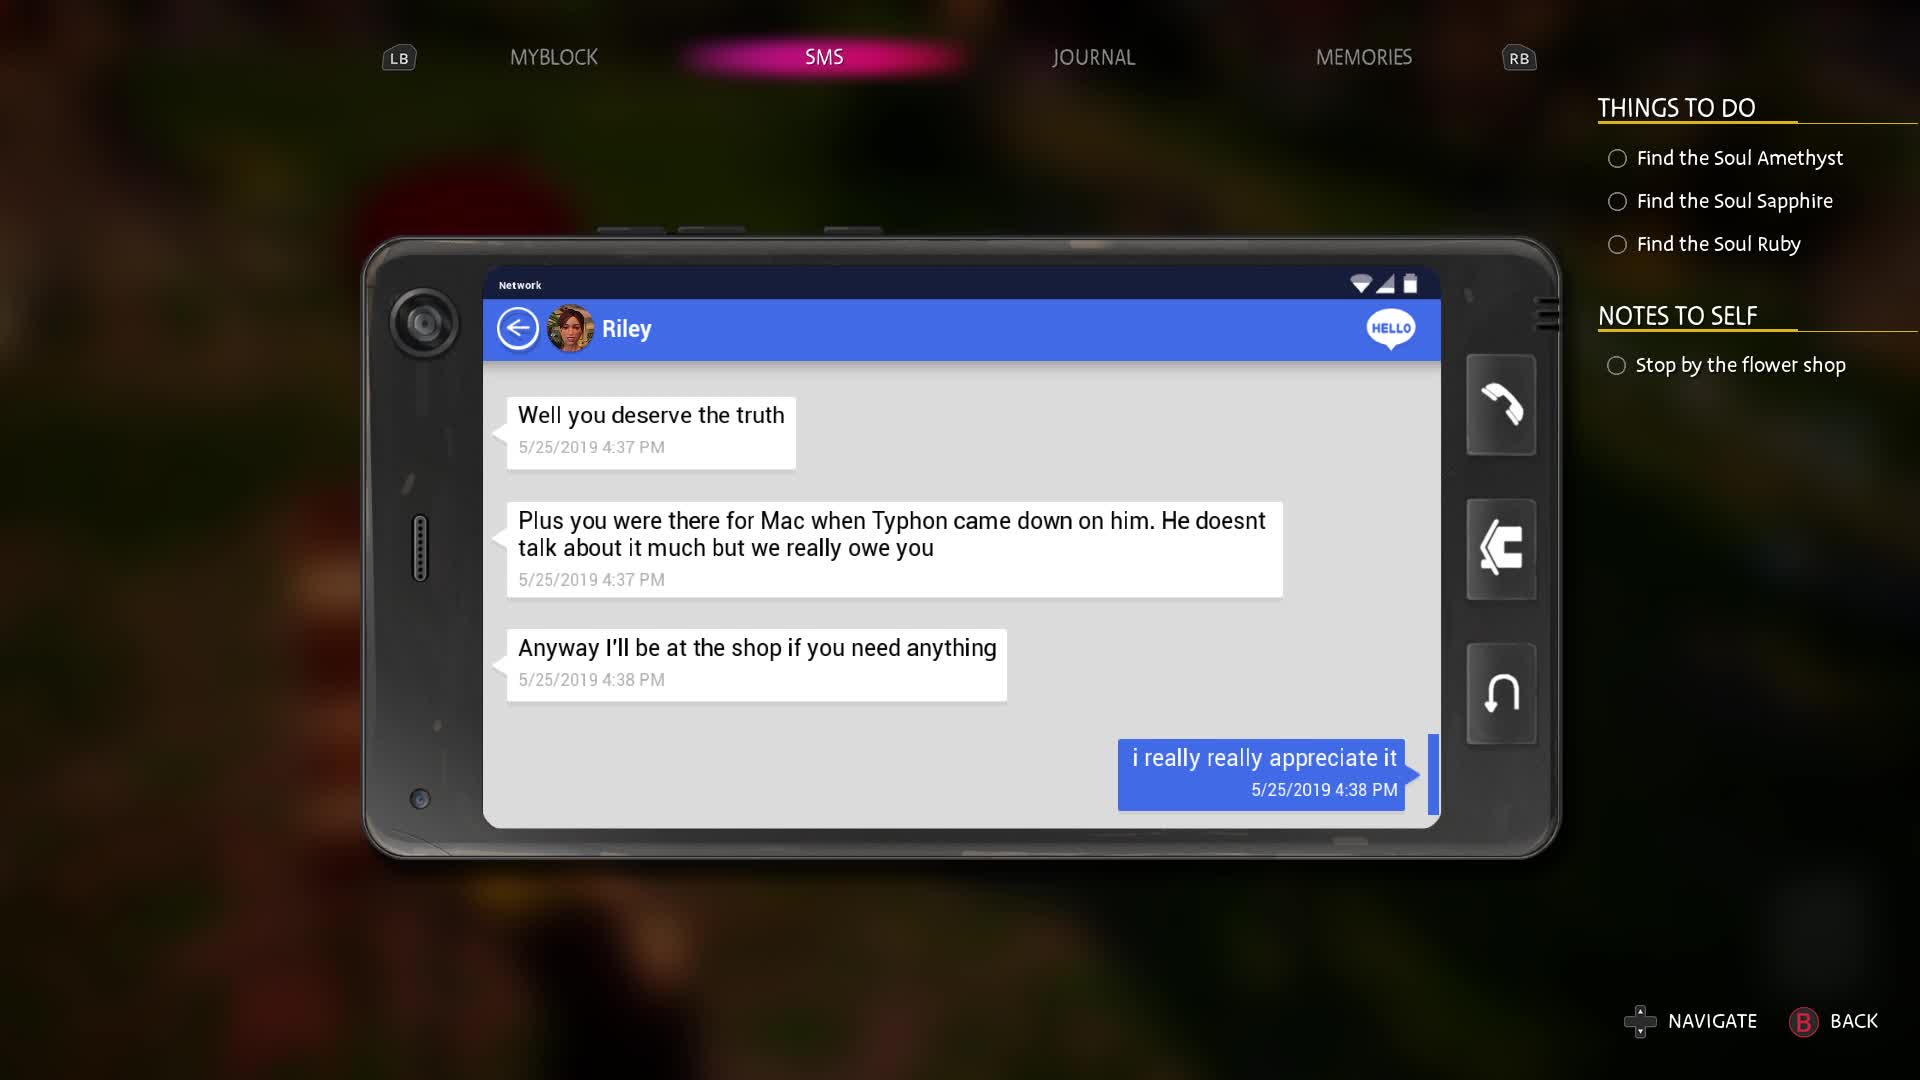 LB
MYBLOCK
SMS
JOURNAL
MEMORIES
RB
THINGS TO DO
Find the Soul Amethyst
Find the Soul Sapphire
Find the Soul Ruby
NOTES TO SELF
Stop by the flower shop
Network
Riley
HELLO
Well you deserve the truth
5/25/2019 4:37 PM
Plus you were there for Mac when Typhon came down on him. He doesnt
talk about it much but we really owe you
5/25/2019 4:37 PM
Anyway I'll be at the shop if you need anything
5/25/2019 4:38 PM
i really really appreciate it
5/25/2019 4:38 PM
NAVIGATE
B BACK